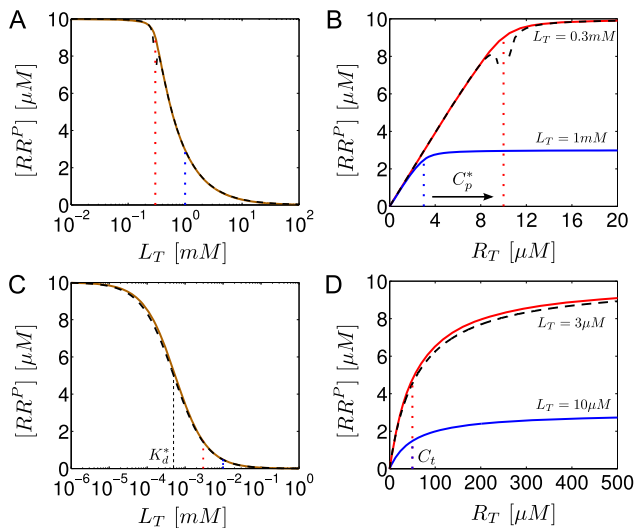 A
[RR^P] [μM]
10
8
6
4
2
0
10^−2 10^−1 10^0 10^1 10^2
L_T [mM]
B
[RR^P] [μM]
10
8
6
4
2
0
L_T = 0.3mM
L_T = 1mM
C_p^*
0 4 8 12 16 20
R_T [μM]
C
[RR^P] [μM]
10
8
6
4
2
0
K_d^*
10^−6 10^−5 10^−4 10^−3 10^−2 10^−1 10^0
L_T [mM]
D
[RR^P] [μM]
10
8
6
4
2
0
L_T = 3μM
L_T = 10μM
C_t
0 100 200 300 400 500
R_T [μM]